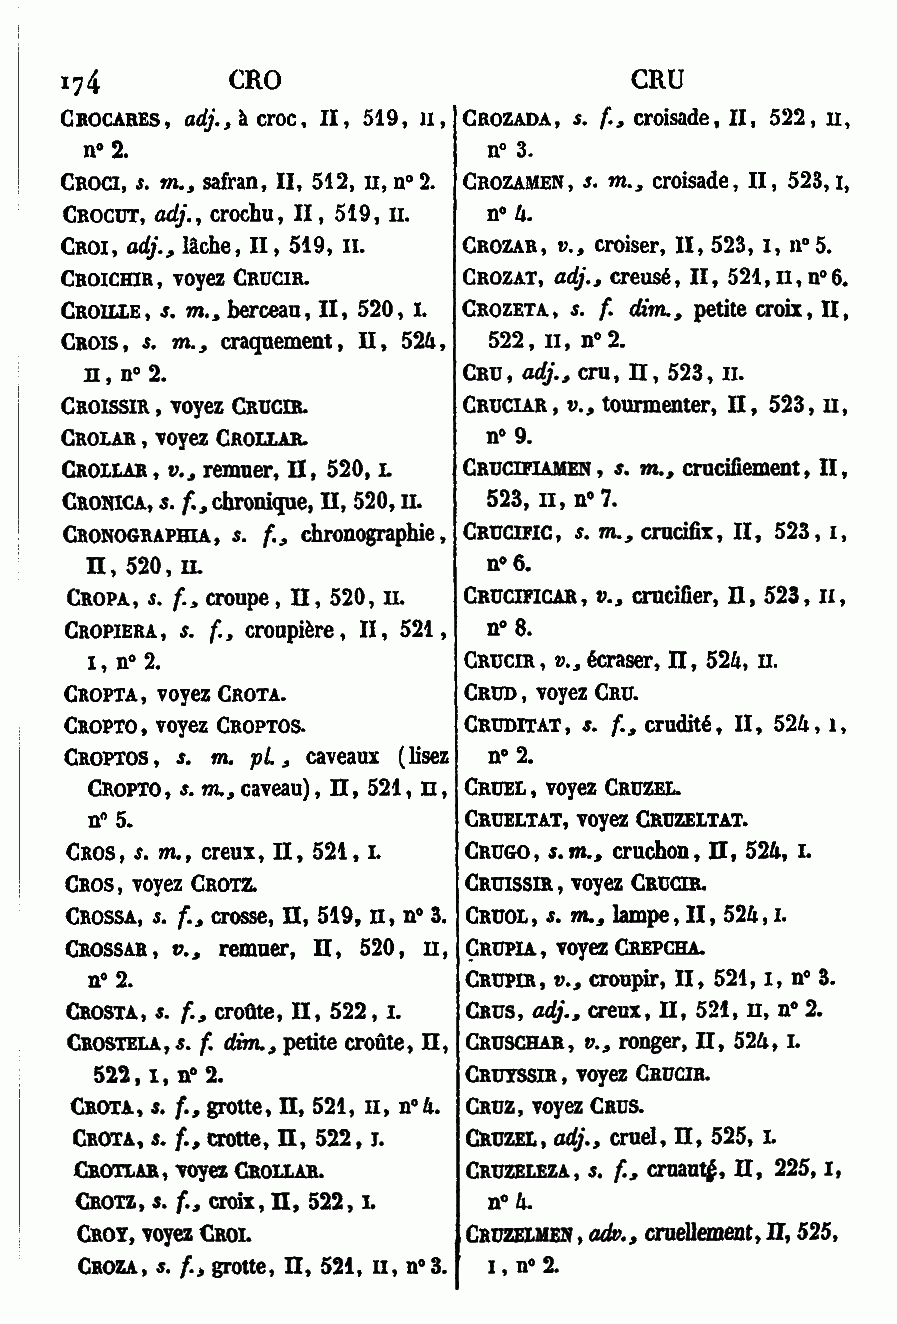 174 CRO CRU
CROCARES, adj., à croc, II, 519, II,
n° 2.
CROCI, s. m., safran, II, 512, II, n° 2.
CROCUT, adj., crochu, II, 519, II.
CROI, adj., lâche, II, 519, II.
CROICHIR, voyez CRUCIR.
CROILLE, s. m., berceau, II, 520, I.
CROIS, s. m., craquement, II, 524,
II, n° 2.
CROISSIR, voyez CRUCIR.
CROLAR, voyez CROLLAR.
CROLLAR, v., remuer, II, 520, I.
CRONICA, s. f., chronique, II, 520, II.
CRONOGRAPHIA, s. f., chronographie,
II, 520, II.
CROPA, s. f., croupe, II, 520, II.
CROPIERA, s. f., croupière, II, 521,
I, n° 2.
CROPTA, voyez CROTA.
CROPTO, voyez CROPTOS.
CROPTOS, s. m. pl., caveaux (lisez
CROPTO, s. m., caveau), II, 521, II,
n° 5.
CROS, s. m., creux, II, 521, I.
CROS, voyez CROTZ.
CROSSA, s. f., crosse, II, 519, II, n° 3.
CROSSAR, v., remuer, II, 520, II,
n° 2.
CROSTA, s. f., croûte, II, 522, I.
CROSTELA, s. f. dim., petite croûte, II,
522, I, n° 2.
CROTA, s. f., grotte, II, 521, II, n° 4.
CROTA, s. f., crotte, II, 522, I.
CROTLAR, voyez CROLLAR.
CROTZ, s. f., croix, II, 522, I.
CROY, voyez CROI.
CROZA, s. f., grotte, II, 521, II, n° 3.
CROZADA, s. f., croisade, II, 522, II,
n° 3.
CROZAMEN, s. m., croisade, II, 523, I,
n° 4.
CROZAR, v., croiser, II, 523, I, n° 5.
CROZAT, adj., creusé, II, 521, II, n° 6.
CROZETA, s. f. dim., petite croix, II,
522, II, n° 2.
CRU, adj., cru, II, 523, II.
CRUCIAR, v., tourmenter, II, 523, II,
n° 9.
CRUCIFIAMEN, s. m., crucifiement, II,
523, II, n° 7.
CRUCIFIC, s. m., crucifix, II, 523, I,
n° 6.
CRUCIFICAR, v., crucifier, II, 523, II,
n° 8.
CRUCIR, v., écraser, II, 524, II.
CRUD, voyez CRU.
CRUDITAT, s. f., crudité, II, 524, I,
n° 2.
CRUEL, voyez CRUZEL.
CRUELTAT, voyez CRUZELTAT.
CRUGO, s. m., cruchon, II, 524, I.
CRUISSIR, voyez CRUCIR.
CRUOL, s. m., lampe, II, 524, I.
CRUPIA, voyez CREPCHA.
CRUPIR, v., croupir, II, 521, I, n° 3.
CRUS, adj., creux, II, 521, II, n° 2.
CRUSCHAR, v., ronger, II, 524, I.
CRUYSSIR, voyez CRUCIR.
CRUZ, voyez CRUS.
CRUZEL, adj., cruel, II, 525, I.
CRUZELEZA, s. f., cruauté, II, 225, I,
n° 4.
CRUZELMEN, adv., cruellement, II, 525,
I, n° 2.